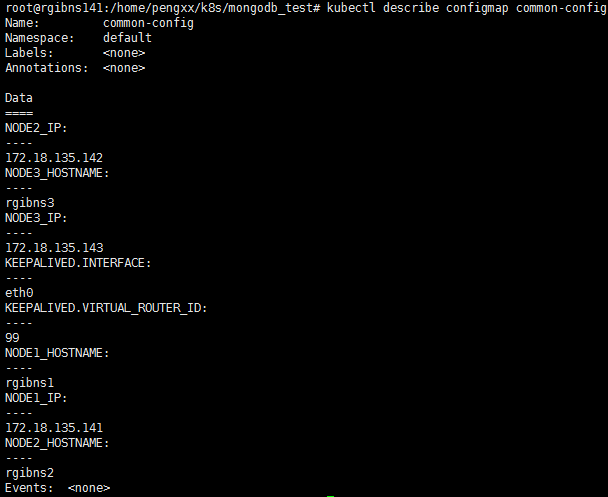 root@rgibns141:/home/pengxx/k8s/mongodb_test# kubectl describe configmap common-config
Name:         common-config
Namespace:    default
Labels:       <none>
Annotations:  <none>

Data
====
NODE2_IP:
----
172.18.135.142
NODE3_HOSTNAME:
----
rgibns3
NODE3_IP:
----
172.18.135.143
KEEPALIVED.INTERFACE:
----
eth0
KEEPALIVED.VIRTUAL_ROUTER_ID:
----
99
NODE1_HOSTNAME:
----
rgibns1
NODE1_IP:
----
172.18.135.141
NODE2_HOSTNAME:
----
rgibns2
Events:  <none>